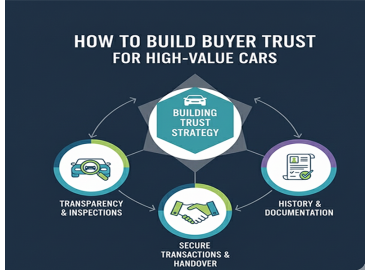 HOW TO BUILD BUYER TRUST
FOR HIGH-VALUE CARS
BUILDING
TRUST
STRATEGY
TRANSPARENCY
& INSPECTIONS
HISTORY &
DOCUMENTATION
SECURE
TRANSACTIONS &
HANDOVER